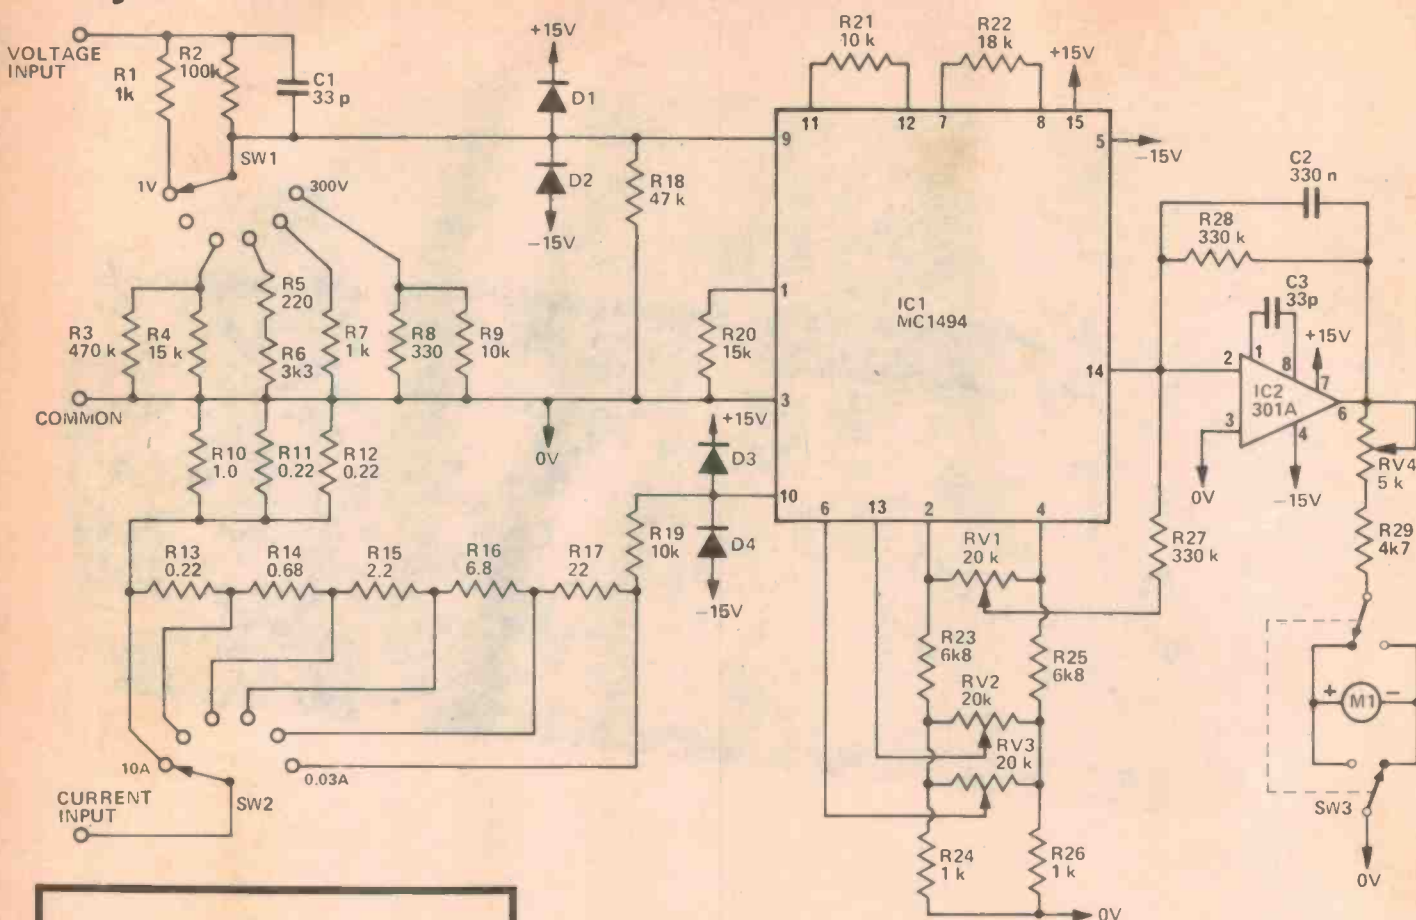 VOLTAGE
INPUT
R1
1k
R2
100k
C1
33 p
+15V
D1
D2
−15V
SW1
1V
300V
R18
47 k
R21
10 k
R22
18 k
+15V
11
12
7
8
15
9
5
−15V
1
3
10
14
IC1
MC1494
6
13
2
4
C2
330 n
R28
330 k
C3
33p
+15V
1
8
7
2
3
4
6
IC2
301A
0V
−15V
RV4
5 k
R29
4k7
R27
330 k
R3
470 k
R4
15 k
R5
220
R6
3k3
R7
1 k
R8
330
R9
10k
R20
15k
COMMON
0V
R10
1.0
R11
0.22
R12
0.22
+15V
D3
D4
−15V
R19
10k
R13
0.22
R14
0.68
R15
2.2
R16
6.8
R17
22
10A
0.03A
SW2
CURRENT
INPUT
RV1
20 k
R23
6k8
R25
6k8
RV2
20k
RV3
20 k
R24
1 k
R26
1 k
0V
+
M1
−
SW3
0V